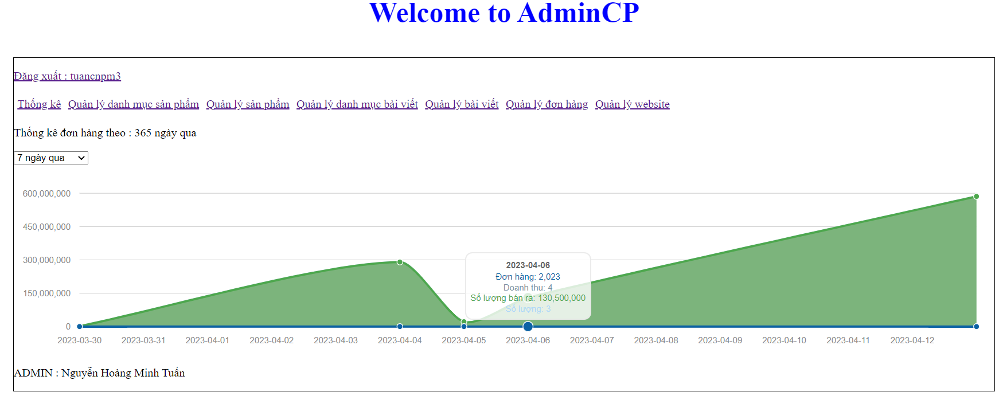 Welcome to AdminCP
Đăng xuất : tuancnpm3
Thống kê Quản lý danh mục sản phẩm Quản lý sản phẩm Quản lý danh mục bài viết Quản lý bài viết Quản lý đơn hàng Quản lý website
Thống kê đơn hàng theo : 365 ngày qua
7 ngày qua
600,000,000
450,000,000
300,000,000
150,000,000
0
2023-04-06
Đơn hàng: 2,023
Doanh thu: 4
Số lượng bán ra: 130,500,000
Số lượng: 3
2023-03-30 2023-03-31 2023-04-01 2023-04-02 2023-04-03 2023-04-04 2023-04-05 2023-04-06 2023-04-07 2023-04-08 2023-04-09 2023-04-10 2023-04-11 2023-04-12
ADMIN : Nguyễn Hoàng Minh Tuấn